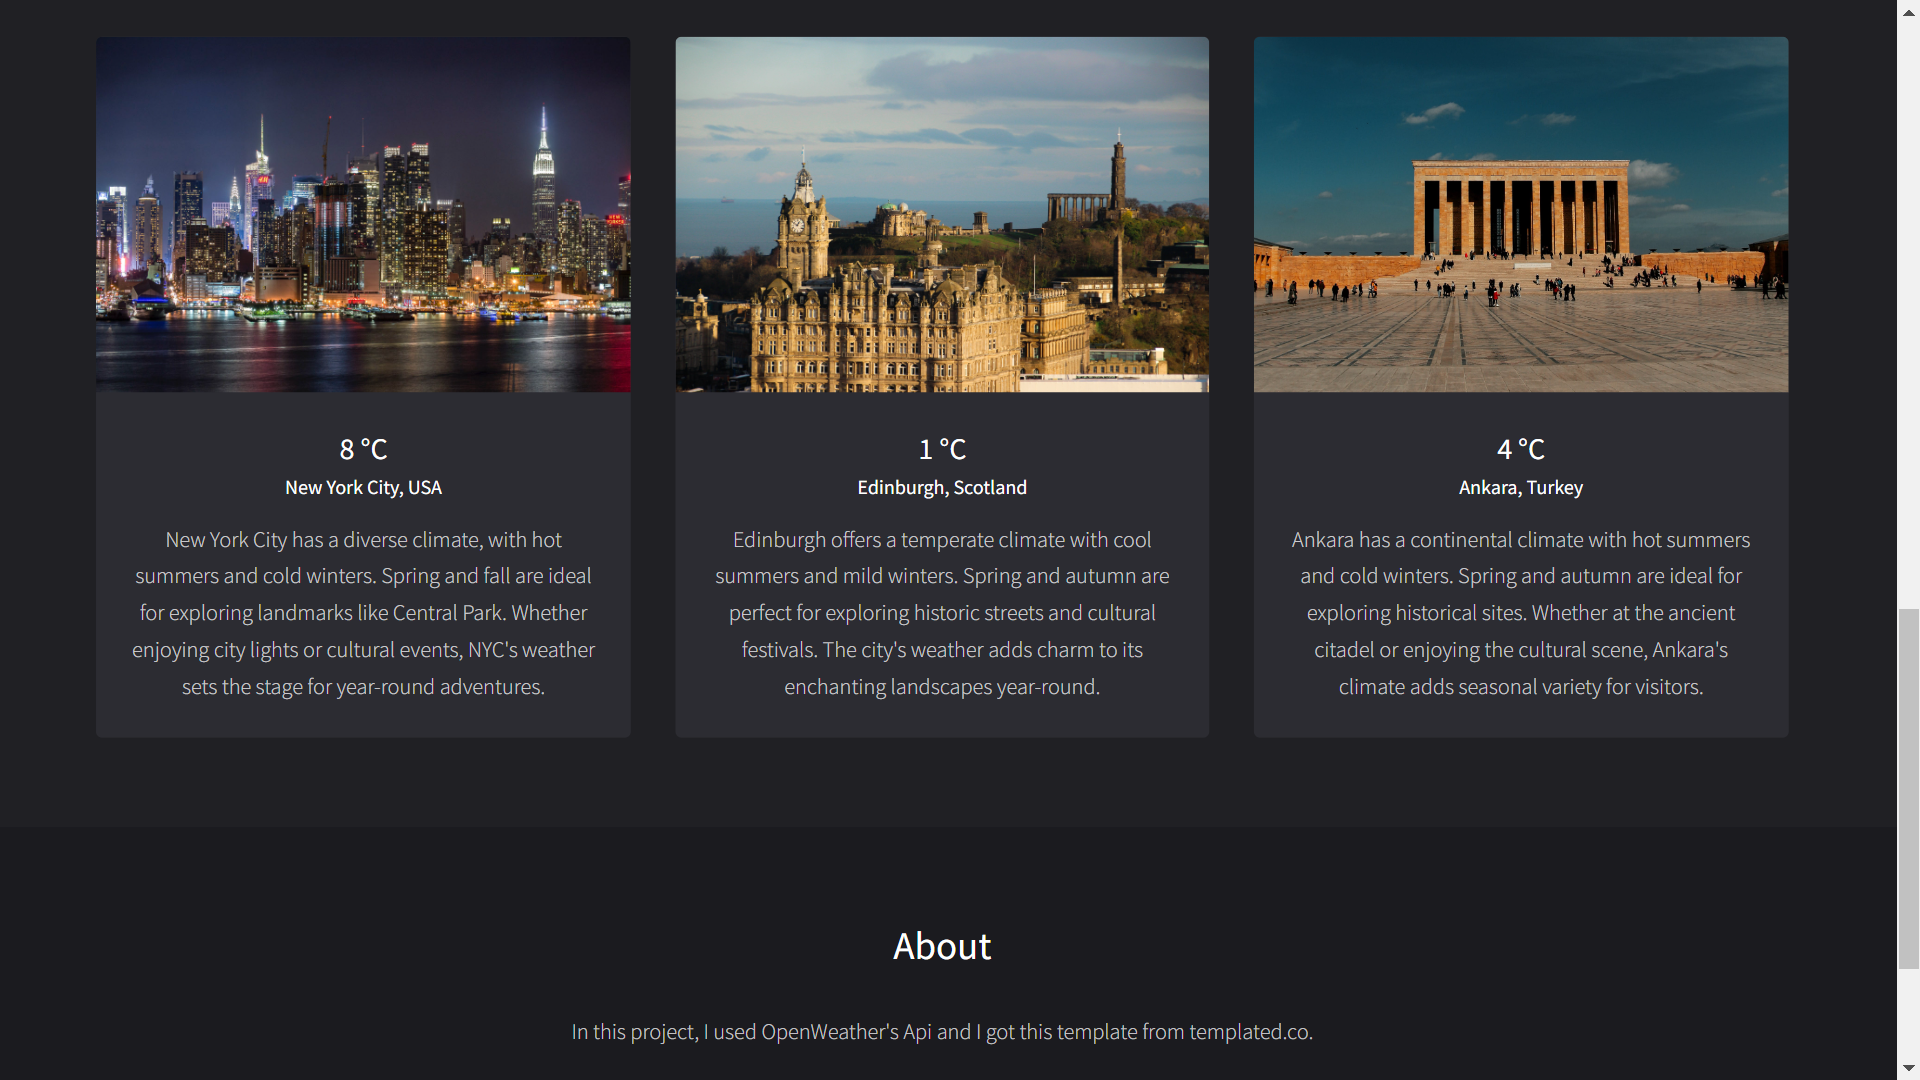 8 °C
New York City, USA
New York City has a diverse climate, with hot
summers and cold winters. Spring and fall are ideal
for exploring landmarks like Central Park. Whether
enjoying city lights or cultural events, NYC's weather
sets the stage for year-round adventures.
1 °C
Edinburgh, Scotland
Edinburgh offers a temperate climate with cool
summers and mild winters. Spring and autumn are
perfect for exploring historic streets and cultural
festivals. The city's weather adds charm to its
enchanting landscapes year-round.
4 °C
Ankara, Turkey
Ankara has a continental climate with hot summers
and cold winters. Spring and autumn are ideal for
exploring historical sites. Whether at the ancient
citadel or enjoying the cultural scene, Ankara's
climate adds seasonal variety for visitors.
About
In this project, I used OpenWeather's Api and I got this template from templated.co.